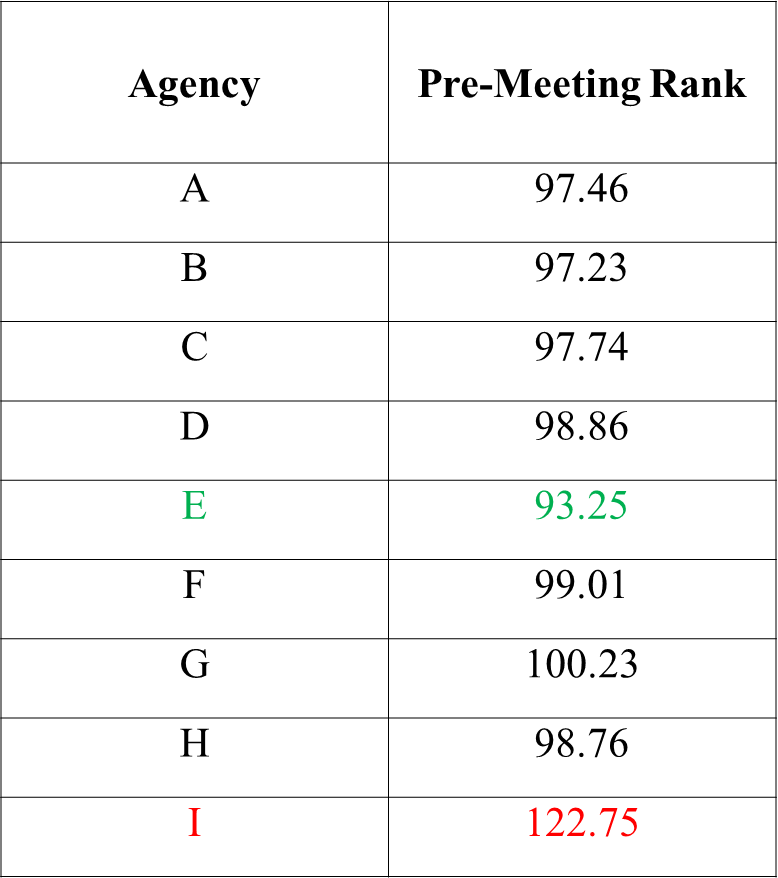 Agency Pre-Meeting Rank
A 97.46
B 97.23
C 97.74
D 98.86
E 93.25
F 99.01
G 100.23
H 98.76
I 122.75